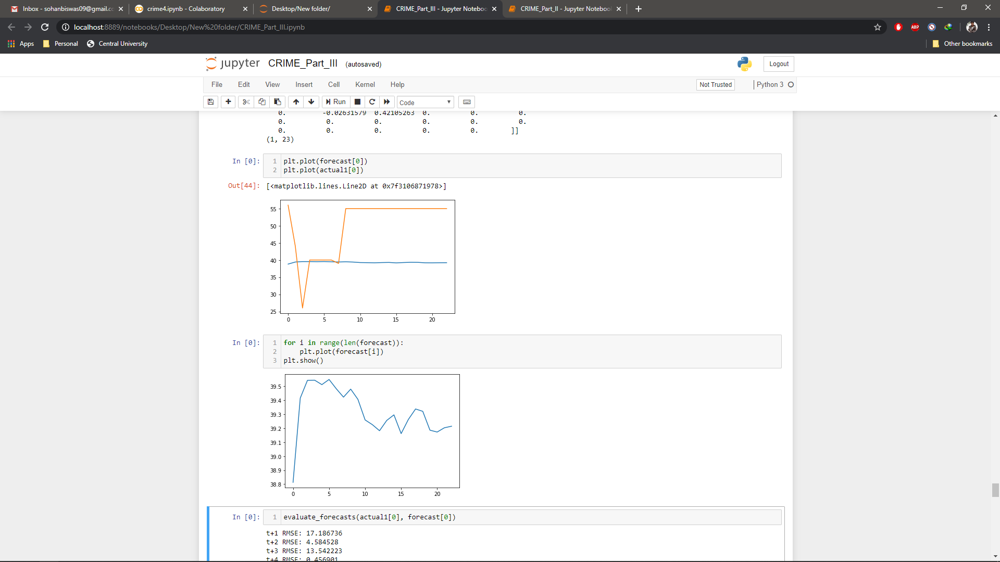 Inbox - sohanbiswas09@gmail.co
crime4.ipynb - Colaboratory
Desktop/New folder/
CRIME_Part_III - Jupyter Noteboo
CRIME_Part_II - Jupyter Noteboo
localhost:8889/notebooks/Desktop/New%20folder/CRIME_Part_III.ipynb
ABP
Apps Personal Central University Other bookmarks
jupyter CRIME_Part_III (autosaved) Logout
File Edit View Insert Cell Kernel Help Not Trusted Python 3
Run Code
0. -0.02631579 0.42105263 0. 0. 0.
0. 0. 0. 0. 0. 0.
0. 0. 0. 0. 0. ]]
(1, 23)
In [0]: 1 plt.plot(forecast[0])
2 plt.plot(actual1[0])
Out[44]: [<matplotlib.lines.Line2D at 0x7f3106871978>]
55
50
45
40
35
30
25
0 5 10 15 20
In [0]: 1 for i in range(len(forecast)):
2 plt.plot(forecast[i])
3 plt.show()
39.5
39.4
39.3
39.2
39.1
39.0
38.9
38.8
0 5 10 15 20
In [0]: 1 evaluate_forecasts(actual1[0], forecast[0])
t+1 RMSE: 17.186736
t+2 RMSE: 4.584528
t+3 RMSE: 13.542223
t+4 RMSE: 0.456901